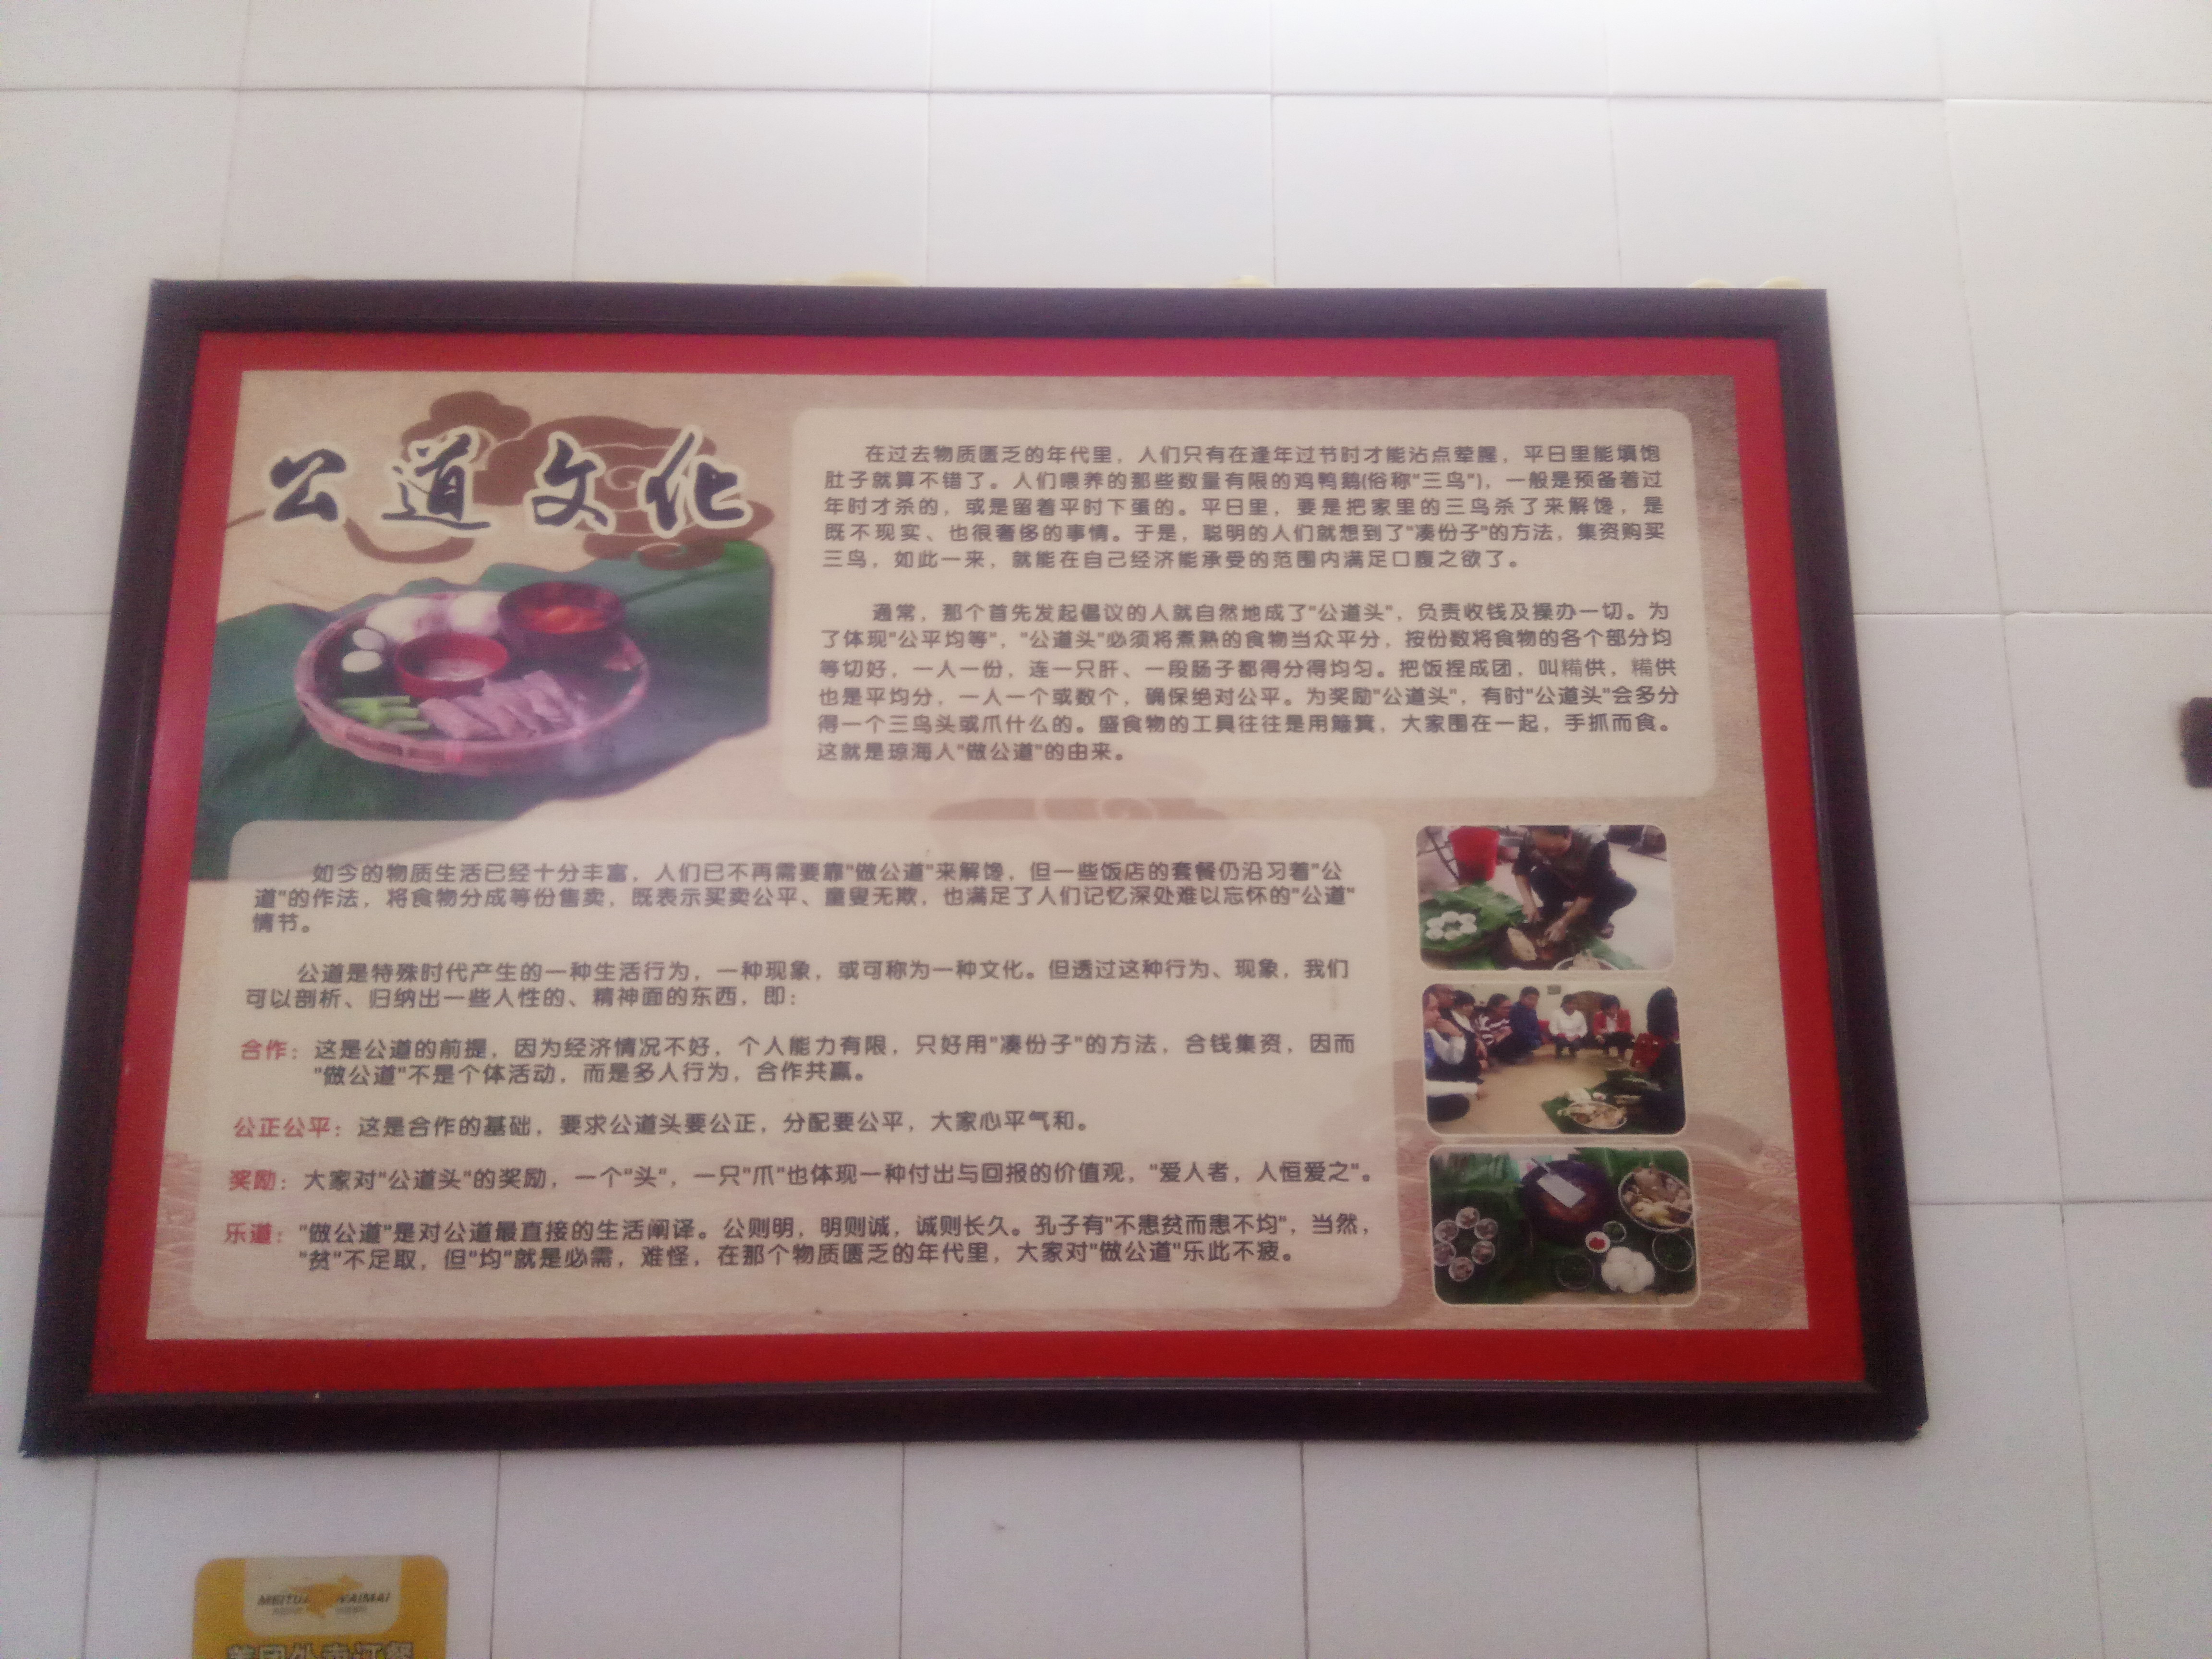 公道文化
在过去物质匮乏的年代里，人们只有在逢年过节时才能沾点荤腥，平日里能填饱
肚子就算不错了。人们喂养的那些数量有限的鸡鸭鹅(俗称"三鸟")，一般是预备着过
年时才杀的，或是留着平时下蛋的。平日里，要是把家里的三鸟杀了来解馋，是
既不现实、也很奢侈的事情。于是，聪明的人们就想到了"凑份子"的方法，集资购买
三鸟，如此一来，就能在自己经济能承受的范围内满足口腹之欲了。
通常，那个首先发起倡议的人就自然地成了"公道头"，负责收钱及操办一切。为
了体现"公平均等"，"公道头"必须将煮熟的食物当众平分，按份数将食物的各个部分均
等切好，一人一份，连一只肝、一段肠子都得分得均匀。把饭捏成团，叫供，供
也是平均分，一人一个或数个，确保绝对公平。为奖励"公道头"，有时"公道头"会多分
得一个三鸟头或爪什么的。盛食物的工具往往是用簸箕，大家围在一起，手抓而食。
这就是琼海人"做公道"的由来。
如今的物质生活已经十分丰富，人们已不再需要靠"做公道"来解馋，但一些饭店的套餐仍沿习着"公
道"的作法，将食物分成等份售卖，既表示买卖公平、童叟无欺，也满足了人们记忆深处难以忘怀的"公道"
情节。
公道是特殊时代产生的一种生活行为，一种现象，或可称为一种文化。但透过这种行为、现象，我们
可以剖析、归纳出一些人性的、精神面的东西，即：
合作：这是公道的前提，因为经济情况不好，个人能力有限，只好用"凑份子"的方法，合钱集资，因而
"做公道"不是个体活动，而是多人行为，合作共赢。
公正公平：这是合作的基础，要求公道头要公正，分配要公平，大家心平气和。
奖励：大家对"公道头"的奖励，一个"头"，一只"爪"也体现一种付出与回报的价值观，"爱人者，人恒爱之"。
乐道："做公道"是对公道最直接的生活阐译。公则明，明则诚，诚则长久。孔子有"不患贫而患不均"，当然，
"贫"不足取，但"均"就是必需，难怪，在那个物质匮乏的年代里，大家对"做公道"乐此不疲。
美团外卖订餐